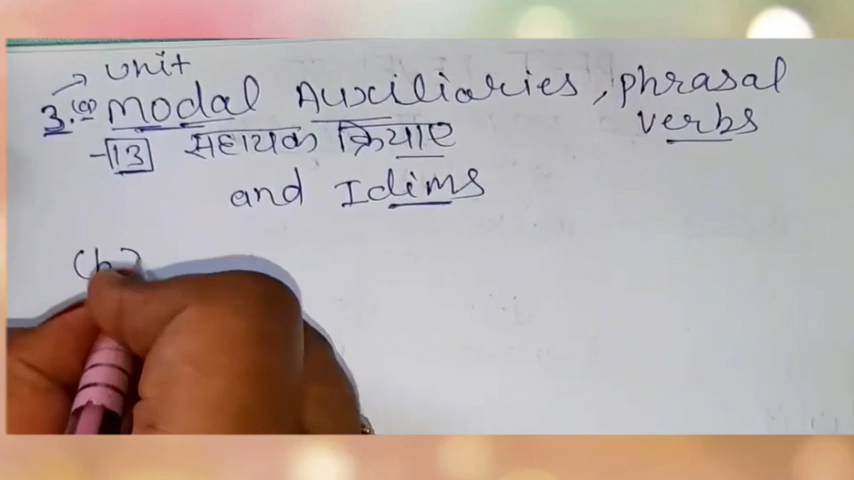 unit
3.(a) Modal Auxiliaries, phrasal
verbs
-13 सहायक क्रियाए
and Idims
(b)